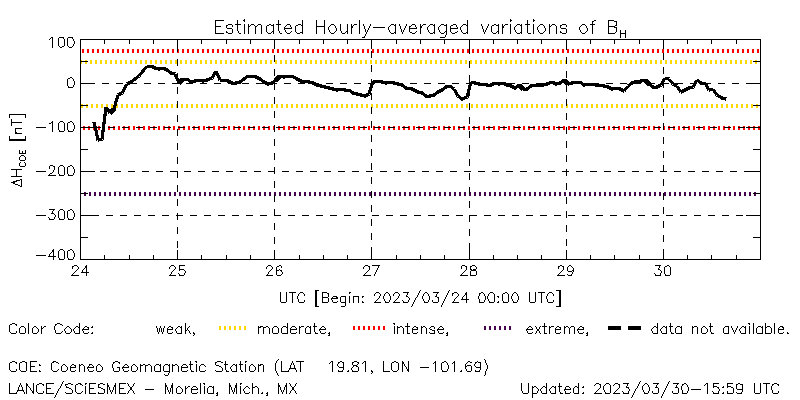 Estimated Hourly-averaged variations of BH
100
0
-100
-200
-300
-400
ΔHCOE [nT]
24 25 26 27 28 29 30
UTC [Begin: 2023/03/24 00:00 UTC]
Color Code: weak, moderate, intense, extreme, data not available.
COE: Coeneo Geomagnetic Station (LAT 19.81, LON -101.69)
LANCE/SCiESMEX - Morelia, Mich., MX Updated: 2023/03/30-15:59 UTC